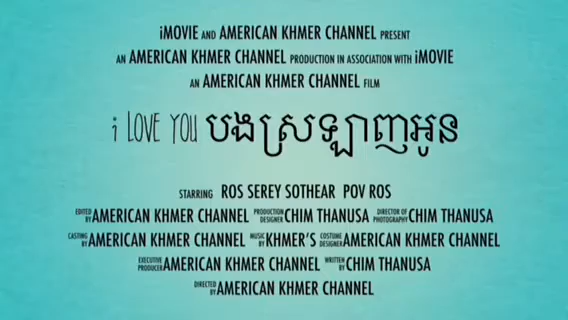 iMOVIE AND AMERICAN KHMER CHANNEL PRESENT
AN AMERICAN KHMER CHANNEL PRODUCTION IN ASSOCIATION WITH iMOVIE
AN AMERICAN KHMER CHANNEL FILM
i LOVE YOU បងស្រឡាញអូន
STARRING ROS SEREY SOTHEAR POV ROS
EDITED BY AMERICAN KHMER CHANNEL PRODUCTION DESIGNER CHIM THANUSA DIRECTOR OF PHOTOGRAPHY CHIM THANUSA
CASTING BY AMERICAN KHMER CHANNEL MUSIC BY KHMER'S COSTUME DESIGNER AMERICAN KHMER CHANNEL
EXECUTIVE PRODUCER AMERICAN KHMER CHANNEL WRITTEN BY CHIM THANUSA
DIRECTED BY AMERICAN KHMER CHANNEL